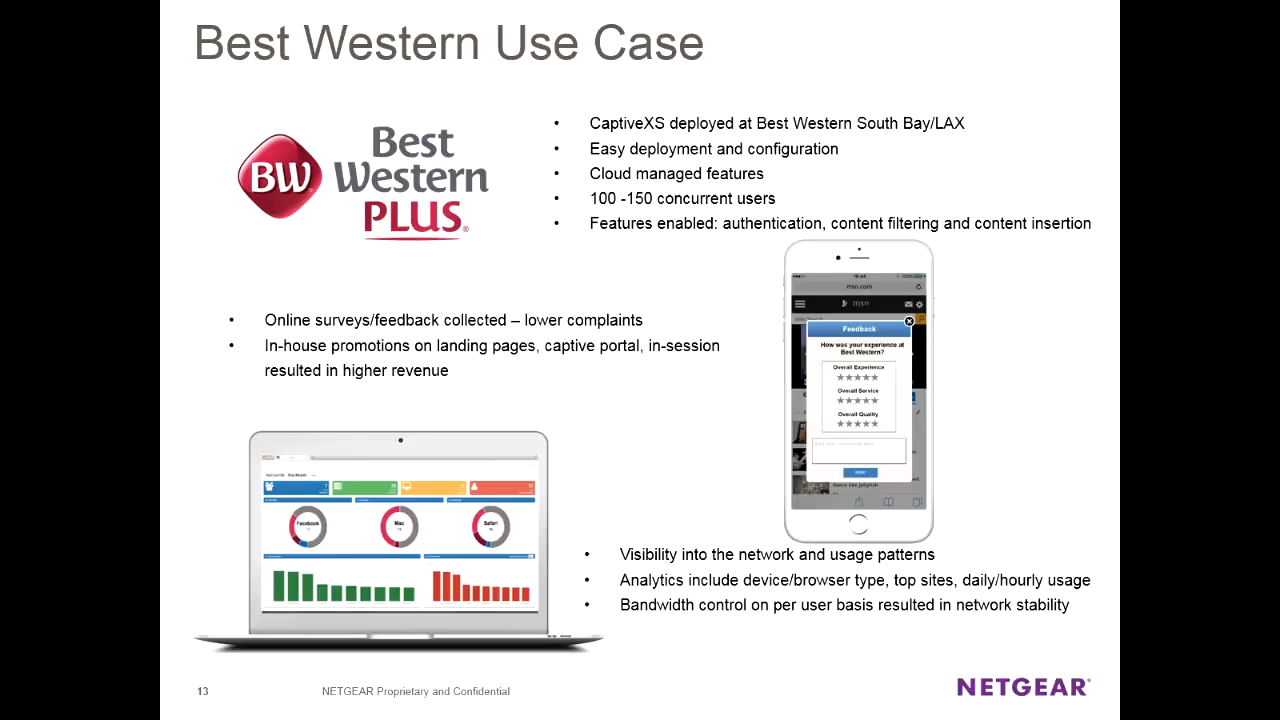 Best Western Use Case
BW
Best
Western
PLUS
• CaptiveXS deployed at Best Western South Bay/LAX
• Easy deployment and configuration
• Cloud managed features
• 100 -150 concurrent users
• Features enabled: authentication, content filtering and content insertion
• Online surveys/feedback collected – lower complaints
• In-house promotions on landing pages, captive portal, in-session
resulted in higher revenue
msn.com
msn
Feedback
How was your experience at
Best Western?
Overall Experience
★★★★★
Overall Service
★★★★★
Overall Quality
★★★★★
Facebook
Mac
Safari
• Visibility into the network and usage patterns
• Analytics include device/browser type, top sites, daily/hourly usage
• Bandwidth control on per user basis resulted in network stability
13
NETGEAR Proprietary and Confidential
NETGEAR®